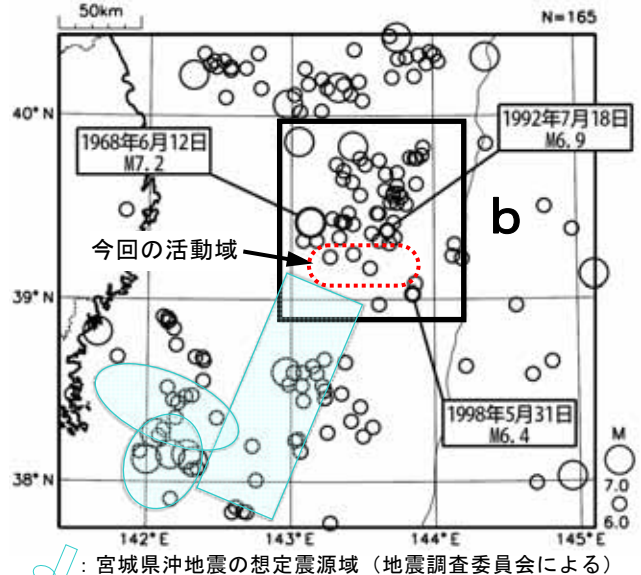 50km
N=165
40°N
1992年7月18日
M6.9
1968年6月12日
M7.2
b
今回の活動域
39°N
1998年5月31日
M6.4
M
7.0
6.0
38°N
142°E
143°E
144°E
145°E
：宮城県沖地震の想定震源域（地震調査委員会による）